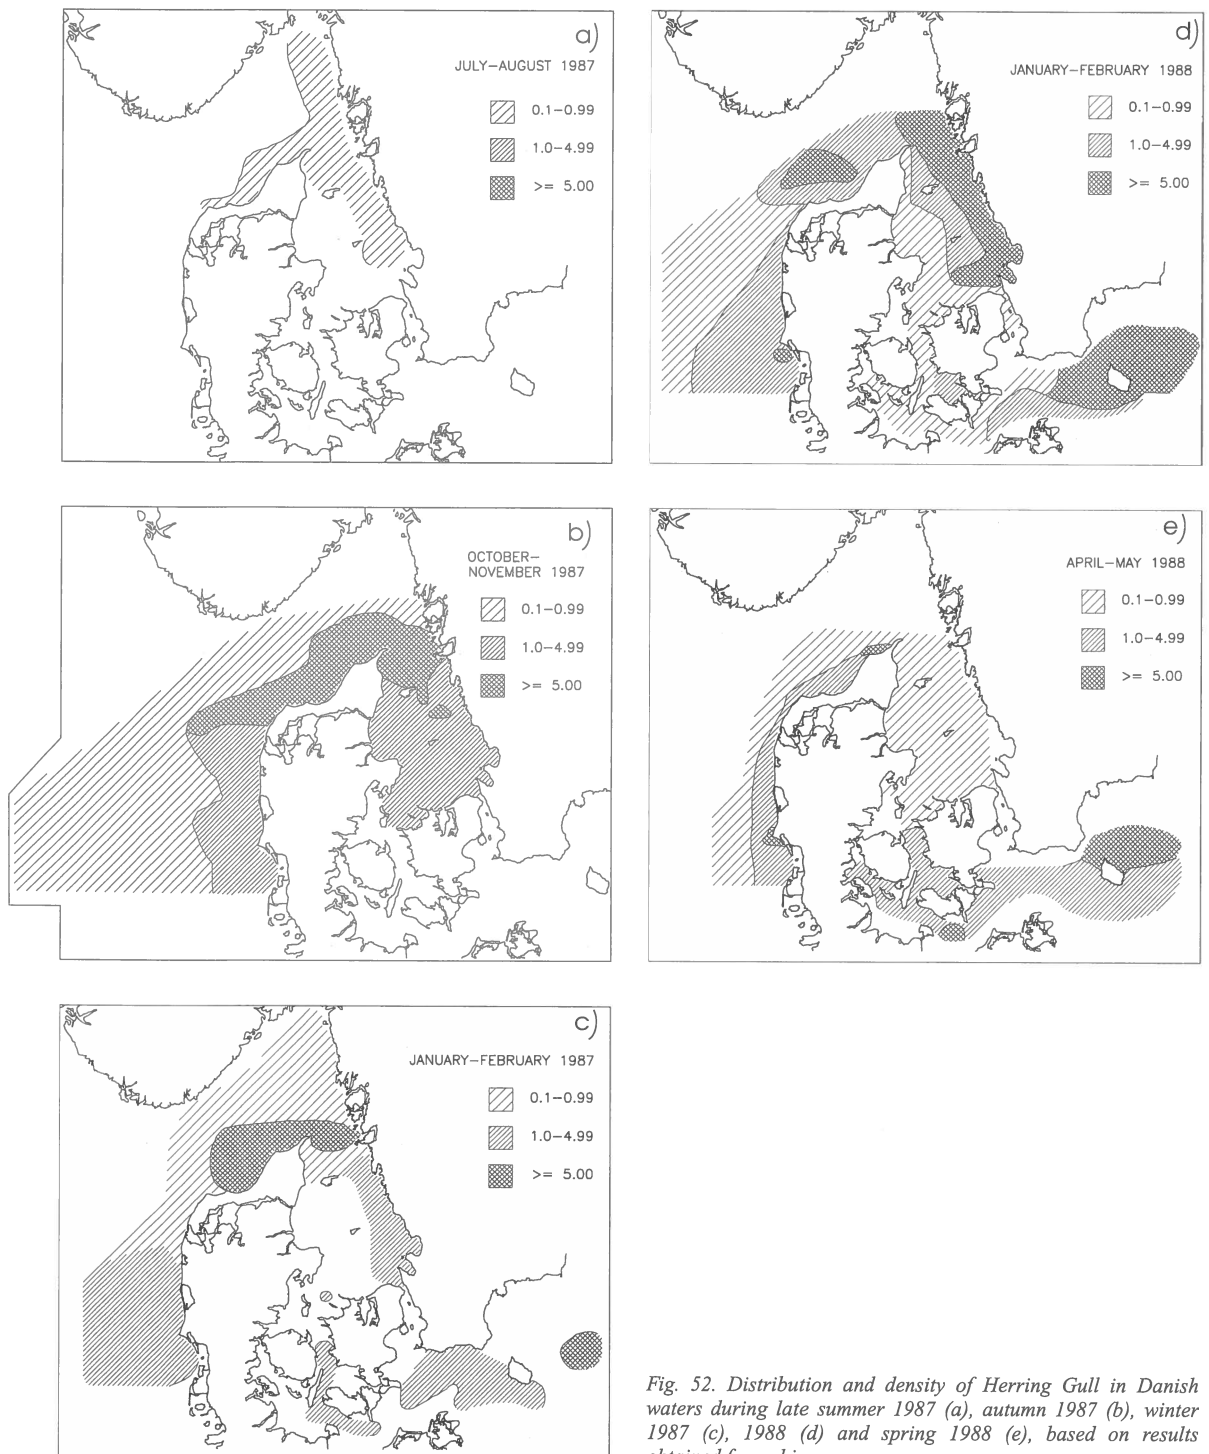 a)
JULY–AUGUST 1987
0.1–0.99
1.0–4.99
>= 5.00
d)
JANUARY–FEBRUARY 1988
0.1–0.99
1.0–4.99
>= 5.00
b)
OCTOBER–
NOVEMBER 1987
0.1–0.99
1.0–4.99
>= 5.00
e)
APRIL–MAY 1988
0.1–0.99
1.0–4.99
>= 5.00
c)
JANUARY–FEBRUARY 1987
0.1–0.99
1.0–4.99
>= 5.00
Fig. 52. Distribution and density of Herring Gull in Danish
waters during late summer 1987 (a), autumn 1987 (b), winter
1987 (c), 1988 (d) and spring 1988 (e), based on results